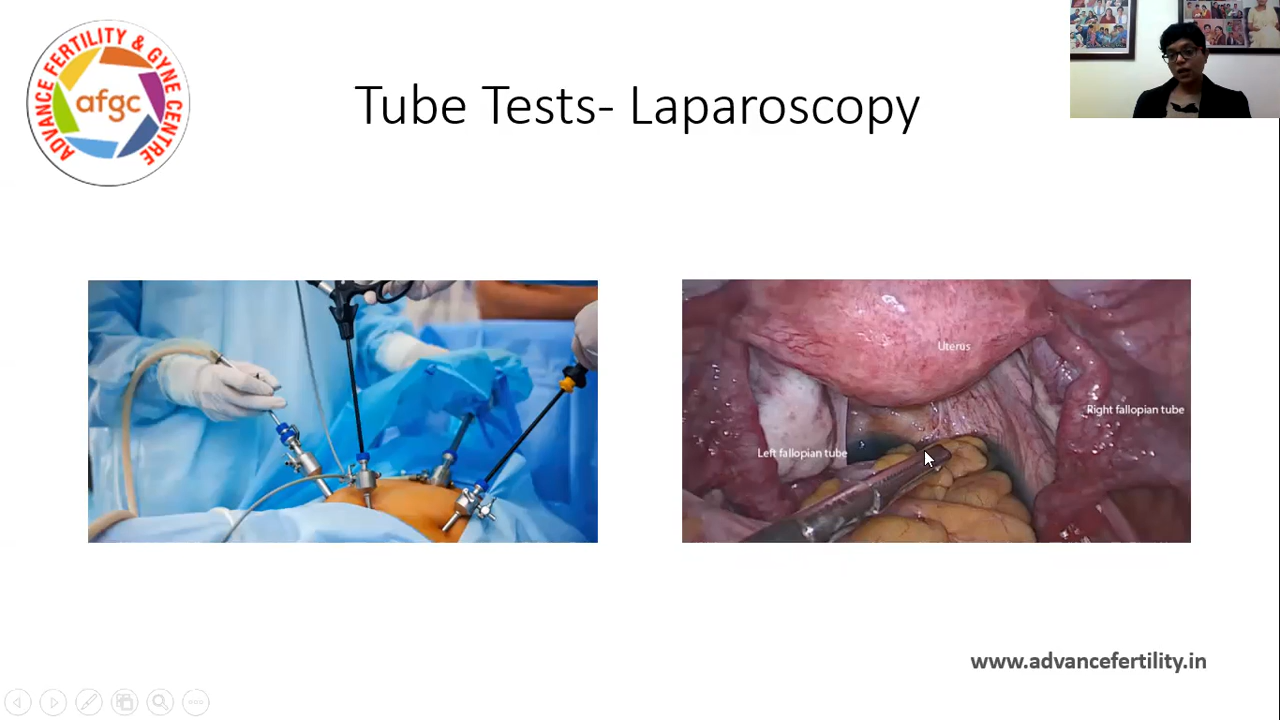 ADVANCE FERTILITY & GYNE CENTRE
afgc
Tube Tests- Laparoscopy
Uterus
Right fallopian tube
Left fallopian tube
www.advancefertility.in